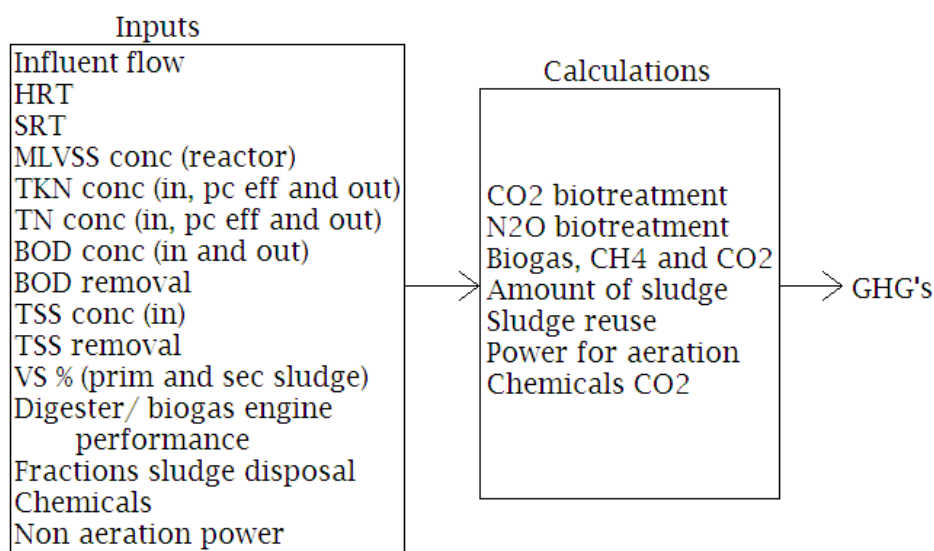 Inputs
Influent flow
HRT
SRT
MLVSS conc (reactor)
TKN conc (in, pc eff and out)
TN conc (in, pc eff and out)
BOD conc (in and out)
BOD removal
TSS conc (in)
TSS removal
VS % (prim and sec sludge)
Digester/ biogas engine
performance
Fractions sludge disposal
Chemicals
Non aeration power
Calculations
CO2 biotreatment
N2O biotreatment
Biogas, CH4 and CO2
Amount of sludge
Sludge reuse
Power for aeration
Chemicals CO2
GHG's